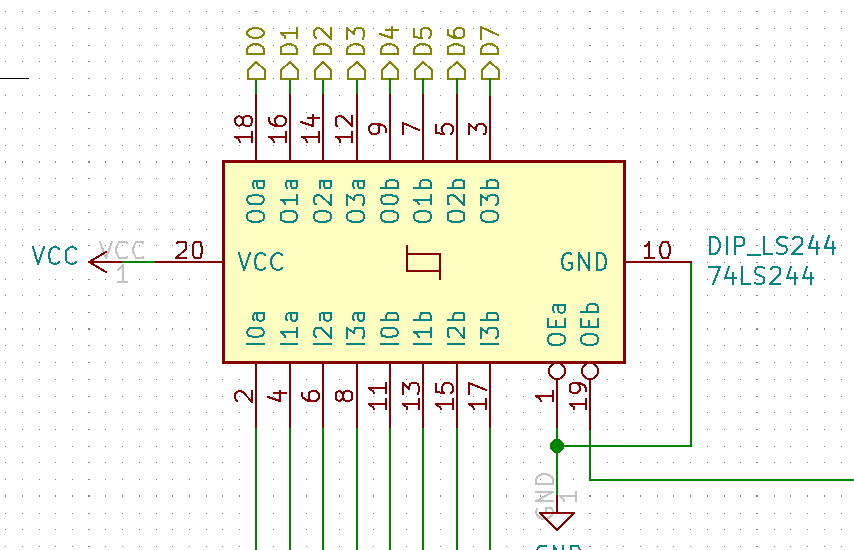 D0 D1 D2 D3 D4 D5 D6 D7
18 16 14 12 9 7 5 3
O0a O1a O2a O3a O0b O1b O2b O3b
VCC VCC 20 VCC GND 10 DIP_LS244
1 74LS244
I0a I1a I2a I3a I0b I1b I2b I3b OEa OEb
2 4 6 8 11 13 15 17 1 19
GND 1
GND